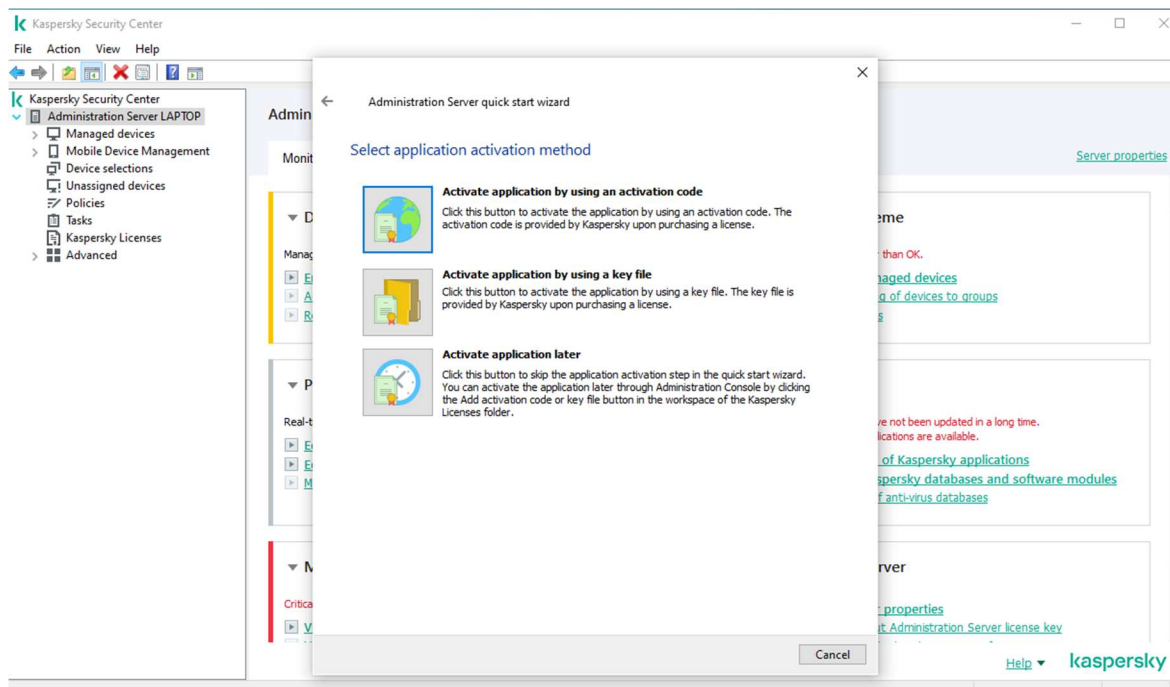 Kaspersky Security Center
File Action View Help
Kaspersky Security Center
Administration Server LAPTOP
Managed devices
Mobile Device Management
Device selections
Unassigned devices
Policies
Tasks
Kaspersky Licenses
Advanced
Admin
Monit
Server properties
Manag
eme
than OK.
naged devices
of devices to groups
Real-t
ve not been updated in a long time.
lications are available.
of Kaspersky applications
spersky databases and software modules
f anti-virus databases
Critica
rver
properties
t Administration Server license key
Help
kaspersky
Administration Server quick start wizard
Select application activation method
Activate application by using an activation code
Click this button to activate the application by using an activation code. The
activation code is provided by Kaspersky upon purchasing a license.
Activate application by using a key file
Click this button to activate the application by using a key file. The key file is
provided by Kaspersky upon purchasing a license.
Activate application later
Click this button to skip the application activation step in the quick start wizard.
You can activate the application later through Administration Console by clicking
the Add activation code or key file button in the workspace of the Kaspersky
Licenses folder.
Cancel